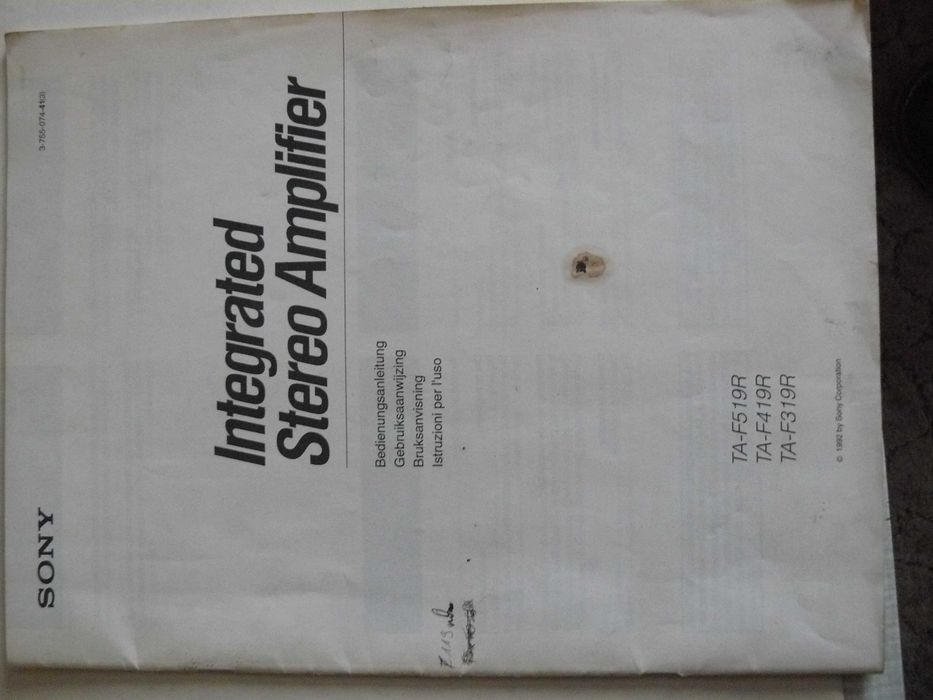 SONY
3-755-074-41(3)
Integrated
Stereo Amplifier
Bedienungsanleitung
Gebruiksaanwijzing
Bruksanvisning
Istruzioni per l'uso
TA-F519R
TA-F419R
TA-F319R
© 1992 by Sony Corporation